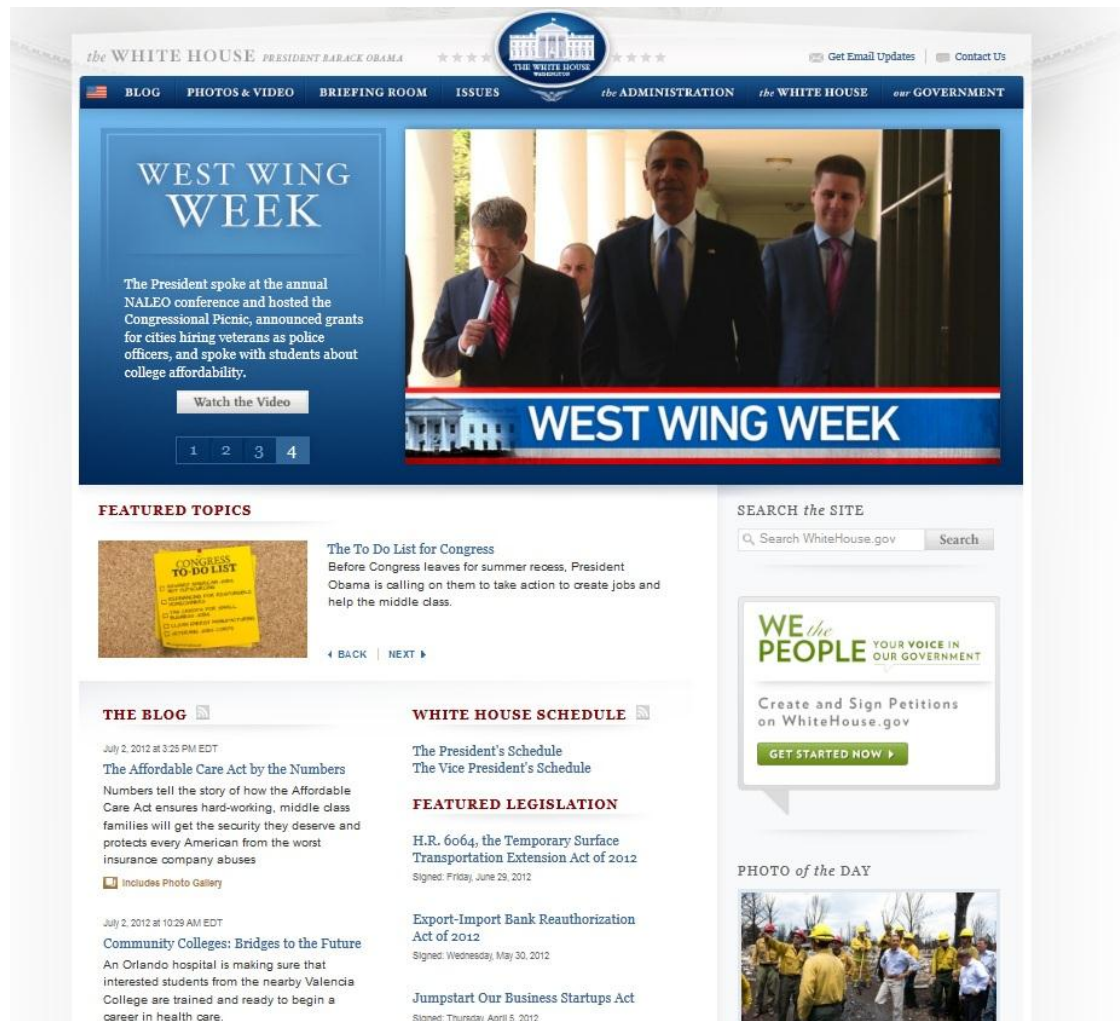 the WHITE HOUSE PRESIDENT BARACK OBAMA
THE WHITE HOUSE
WASHINGTON
Get Email Updates
Contact Us
BLOG
PHOTOS & VIDEO
BRIEFING ROOM
ISSUES
the ADMINISTRATION
the WHITE HOUSE
our GOVERNMENT
WEST WING
WEEK
The President spoke at the annual
NALEO conference and hosted the
Congressional Picnic, announced grants
for cities hiring veterans as police
officers, and spoke with students about
college affordability.
Watch the Video
1 2 3 4
WEST WING WEEK
FEATURED TOPICS
CONGRESS
TO-DO LIST
The To Do List for Congress
Before Congress leaves for summer recess, President
Obama is calling on them to take action to create jobs and
help the middle class.
BACK | NEXT
SEARCH the SITE
Search WhiteHouse.gov
Search
WE the
PEOPLE
YOUR VOICE IN
OUR GOVERNMENT
Create and Sign Petitions
on WhiteHouse.gov
GET STARTED NOW
THE BLOG
July 2, 2012 at 3:25 PM EDT
The Affordable Care Act by the Numbers
Numbers tell the story of how the Affordable
Care Act ensures hard-working, middle class
families will get the security they deserve and
protects every American from the worst
insurance company abuses
Includes Photo Gallery
July 2, 2012 at 10:29 AM EDT
Community Colleges: Bridges to the Future
An Orlando hospital is making sure that
interested students from the nearby Valencia
College are trained and ready to begin a
career in health care.
WHITE HOUSE SCHEDULE
The President's Schedule
The Vice President's Schedule
FEATURED LEGISLATION
H.R. 6064, the Temporary Surface
Transportation Extension Act of 2012
Signed: Friday, June 29, 2012
Export-Import Bank Reauthorization
Act of 2012
Signed: Wednesday, May 30, 2012
Jumpstart Our Business Startups Act
Signed: Thursday, April 5, 2012
PHOTO of the DAY